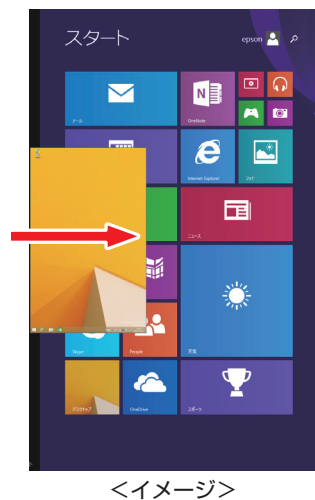 スタート
epson
メール
OneNote
Internet Explorer
フォト
ニュース
Skype
People
天気
デスクトップ
OneDrive
スポーツ
<イメージ>